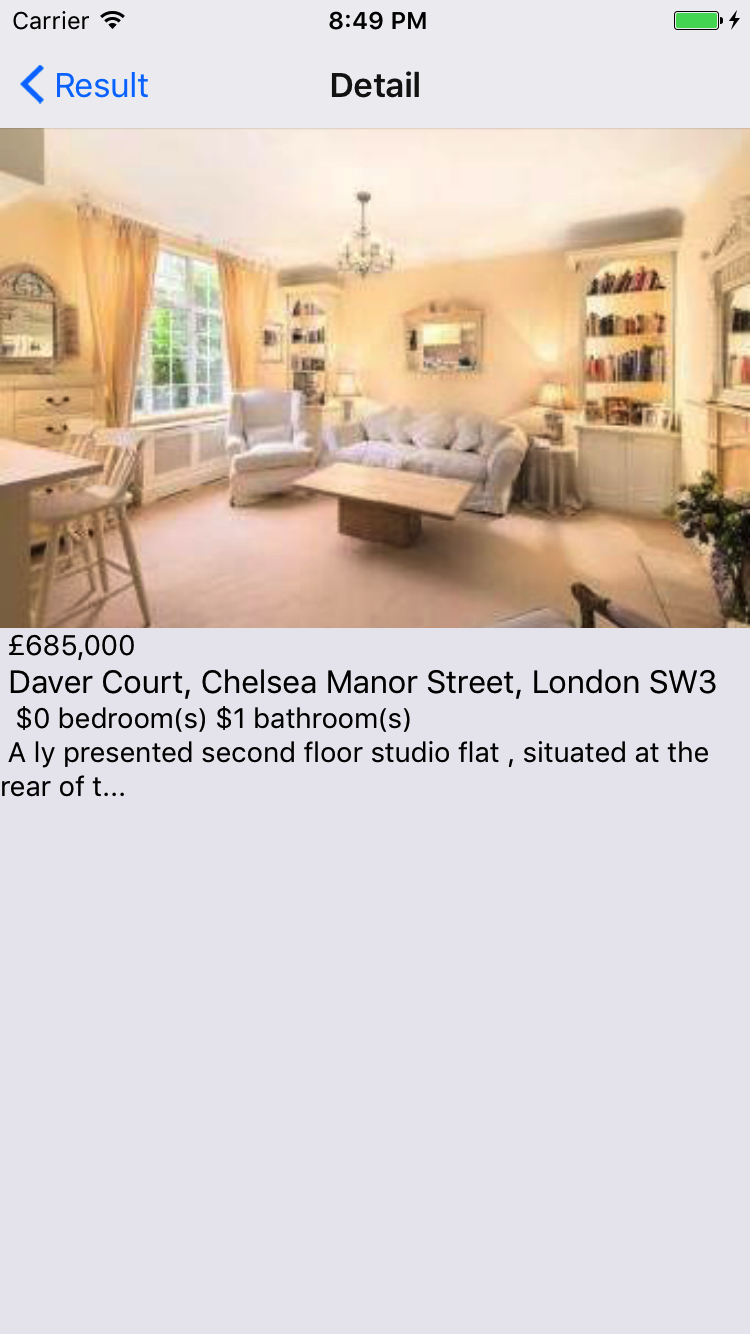 Carrier 8:49 PM
Result Detail
£685,000
Daver Court, Chelsea Manor Street, London SW3
$0 bedroom(s) $1 bathroom(s)
A ly presented second floor studio flat , situated at the
rear of t...